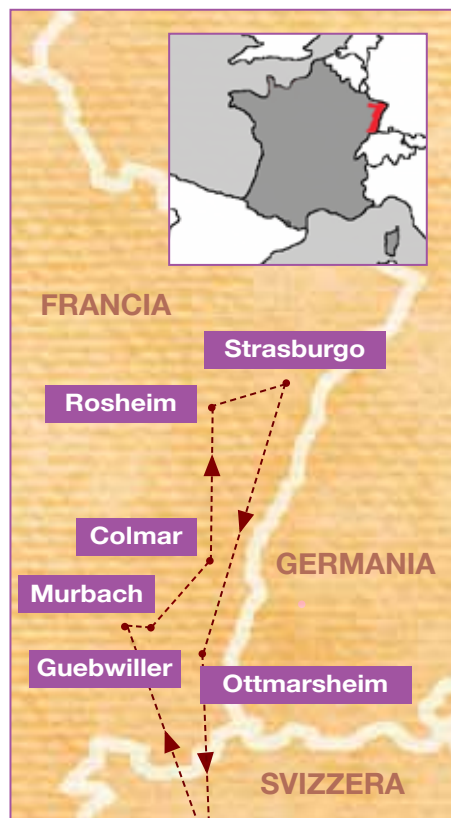 FRANCIA
Strasburgo
Rosheim
Colmar
GERMANIA
Murbach
Guebwiller
Ottmarsheim
SVIZZERA